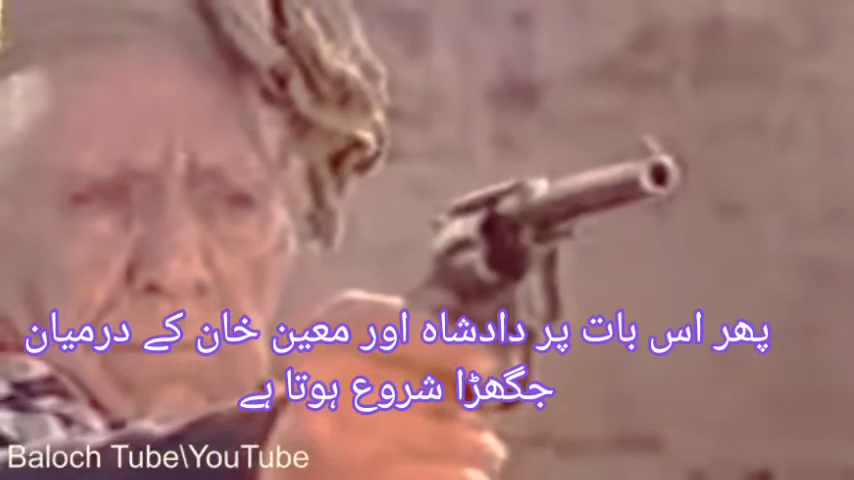 پھر اس بات پر دادشاہ اور معین خان کے درمیان
جگھڑا شروع ہوتا ہے
Baloch Tube\YouTube